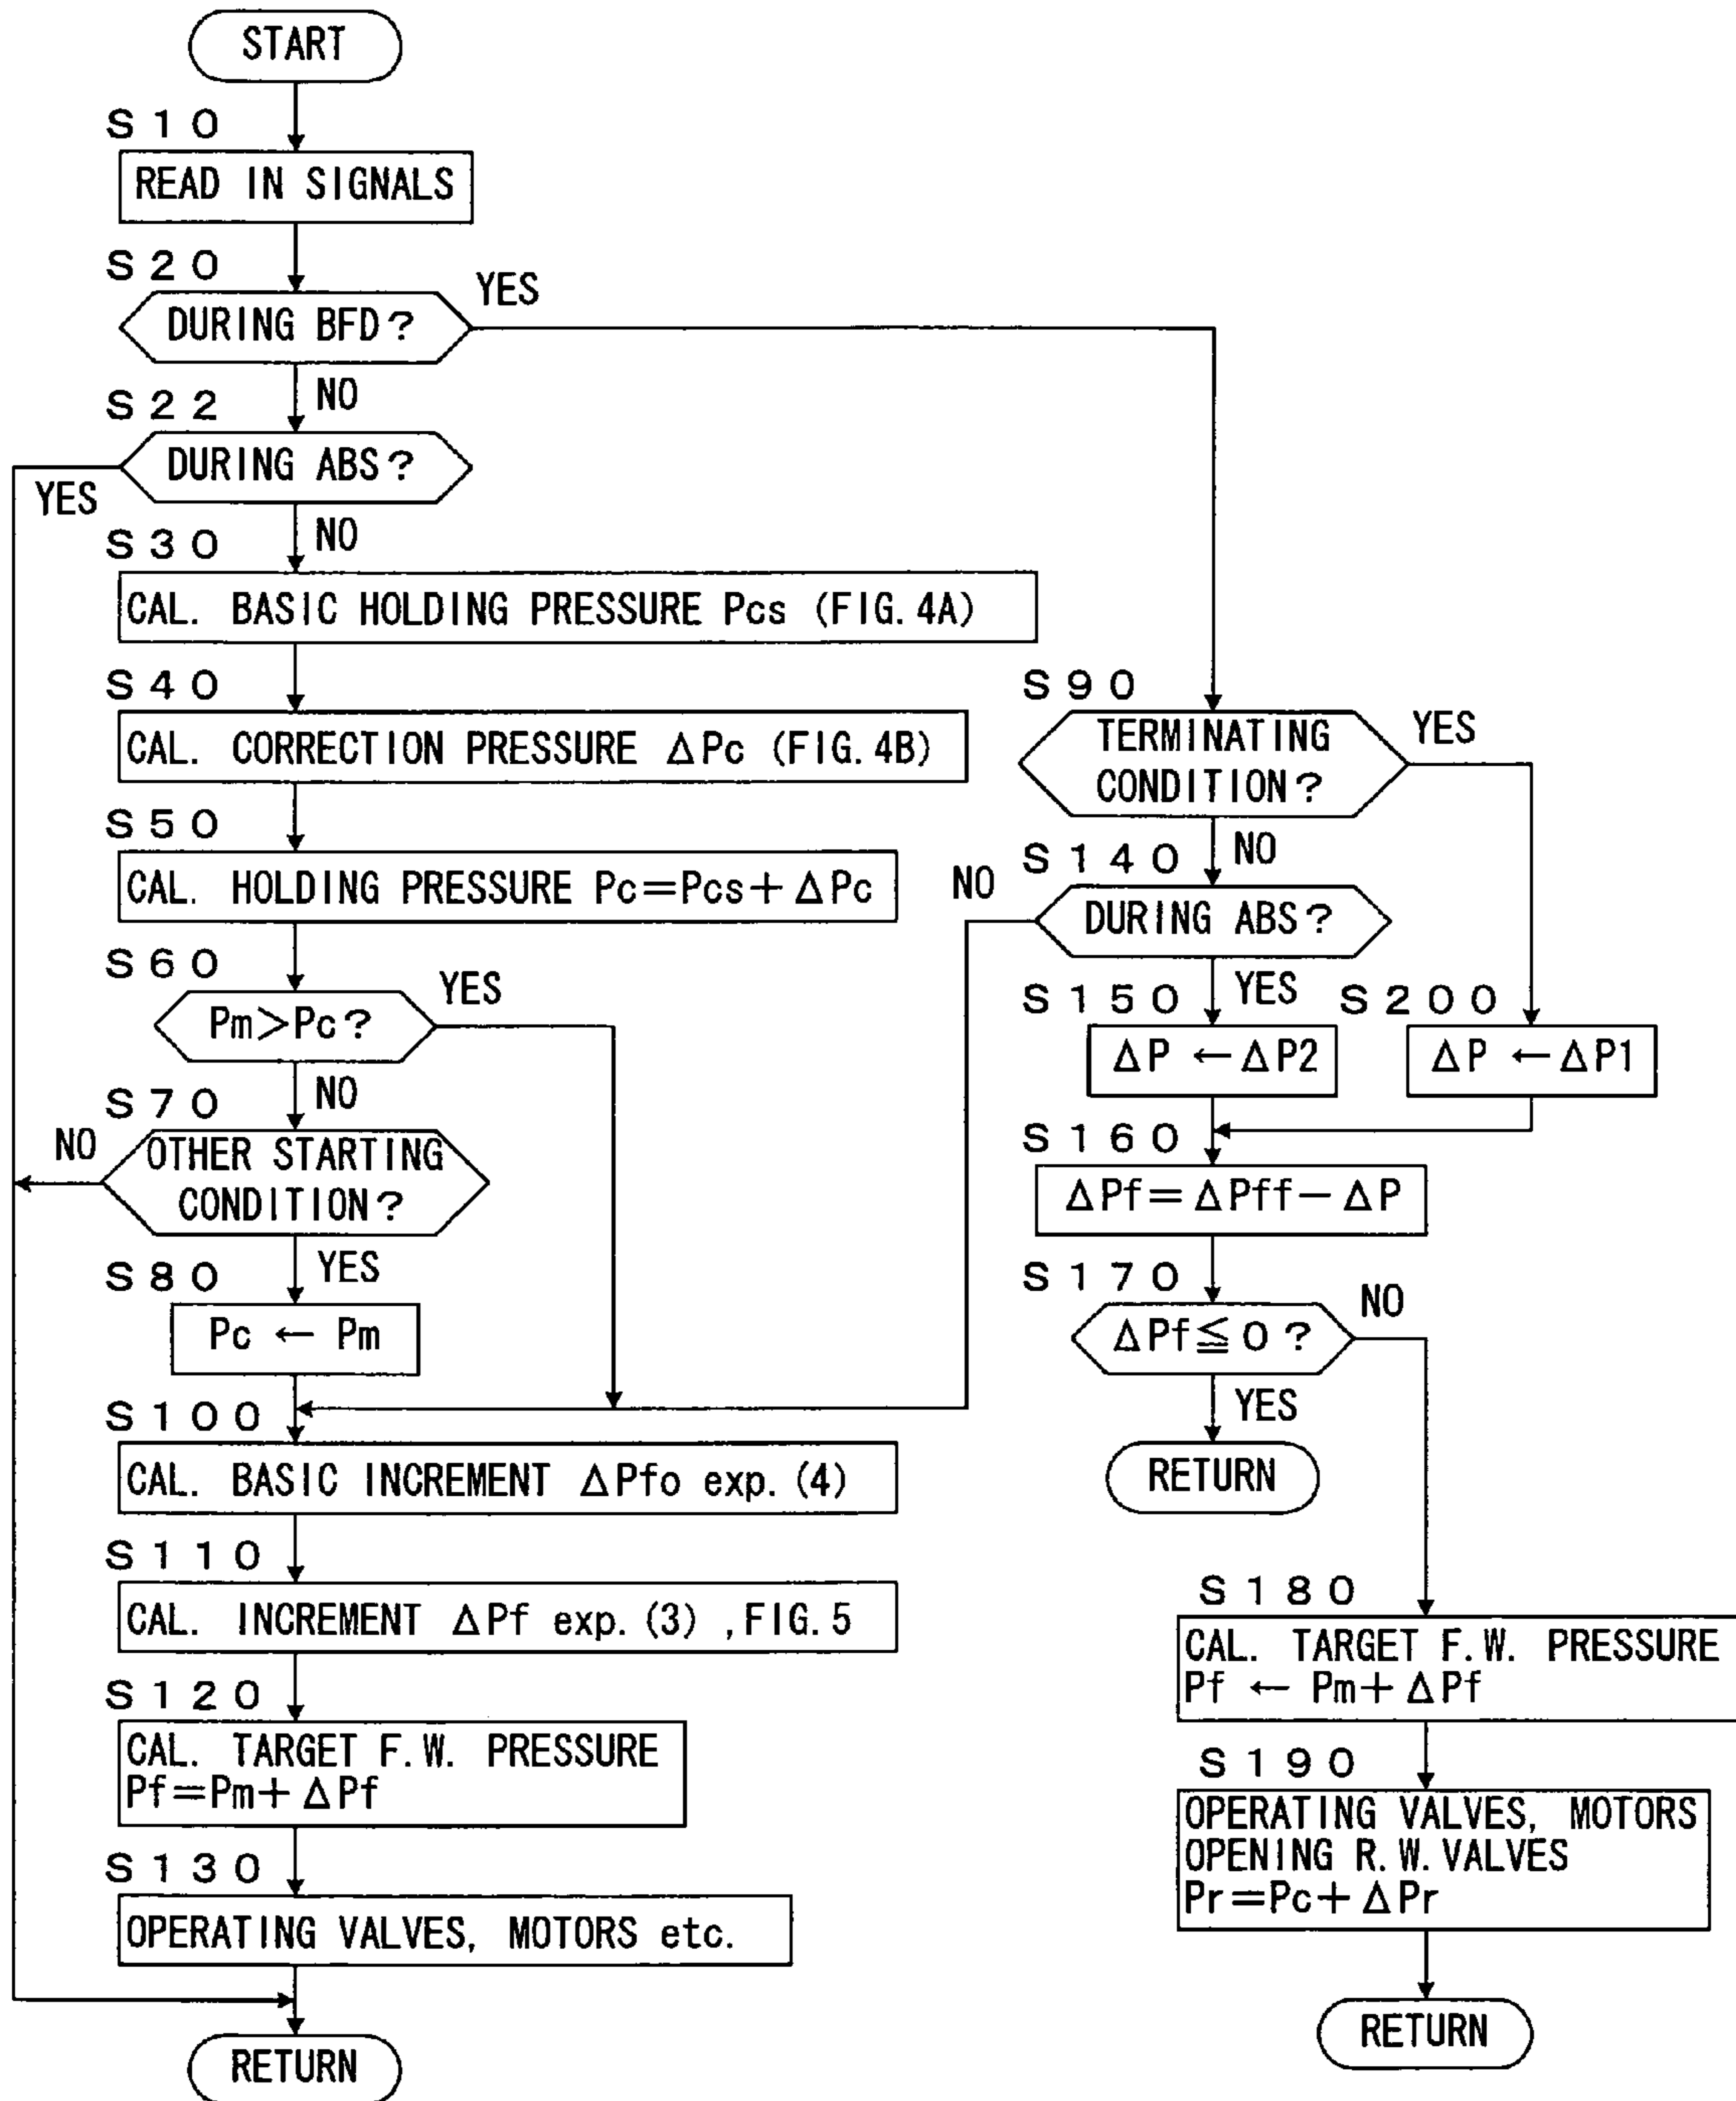 START
S10
READ IN SIGNALS
S20
DURING BFD?
YES
NO
S22
DURING ABS?
YES
NO
S30
CAL. BASIC HOLDING PRESSURE Pcs (FIG.4A)
S40
CAL. CORRECTION PRESSURE ΔPc (FIG.4B)
S50
CAL. HOLDING PRESSURE Pc=Pcs+ΔPc
S60
Pm>Pc?
YES
NO
S70
OTHER STARTING
CONDITION?
NO
YES
S80
Pc ← Pm
S100
CAL. BASIC INCREMENT ΔPfo exp.(4)
S110
CAL. INCREMENT ΔPf exp.(3) ,FIG.5
S120
CAL. TARGET F.W. PRESSURE
Pf=Pm+ΔPf
S130
OPERATING VALVES, MOTORS etc.
RETURN
S90
TERMINATING
CONDITION?
YES
NO
S140
DURING ABS?
NO
YES
S150
ΔP ← ΔP2
S200
ΔP ← ΔP1
S160
ΔPf=ΔPff-ΔP
S170
ΔPf≦0?
NO
YES
RETURN
S180
CAL. TARGET F.W. PRESSURE
Pf ← Pm+ΔPf
S190
OPERATING VALVES, MOTORS
OPENING R.W.VALVES
Pr=Pc+ΔPr
RETURN